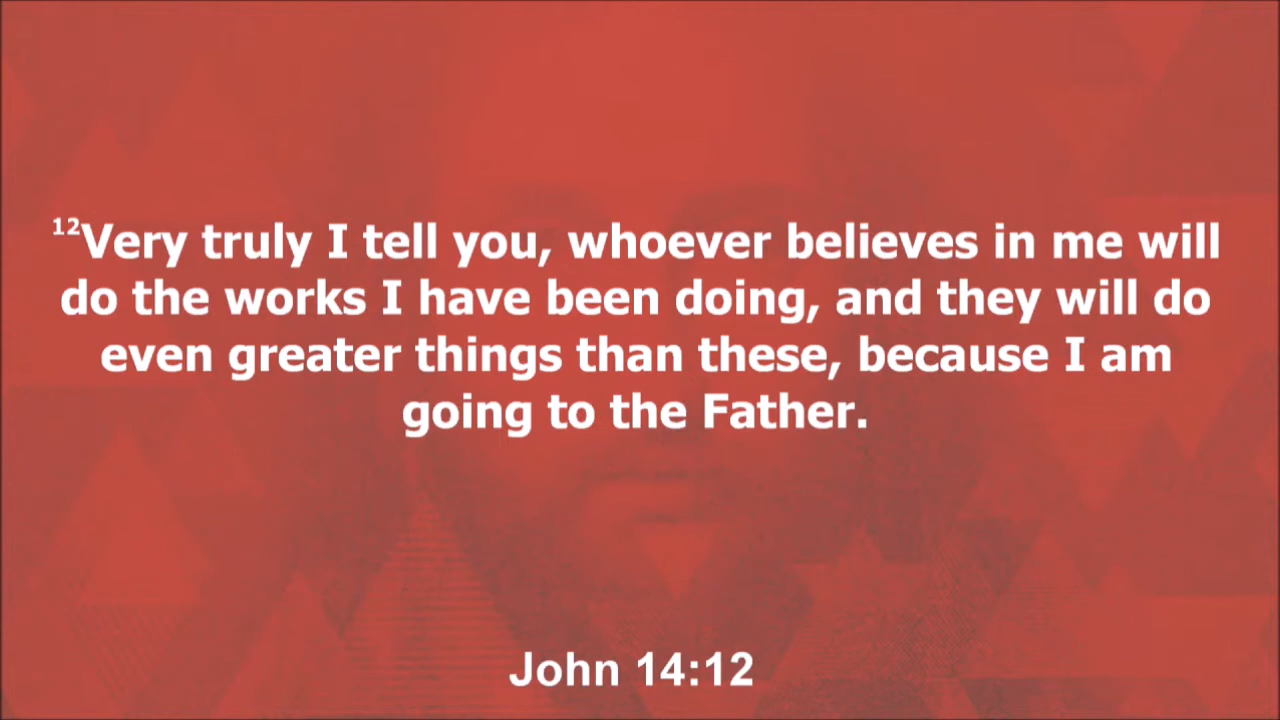 ¹²Very truly I tell you, whoever believes in me will
do the works I have been doing, and they will do
even greater things than these, because I am
going to the Father.
John 14:12